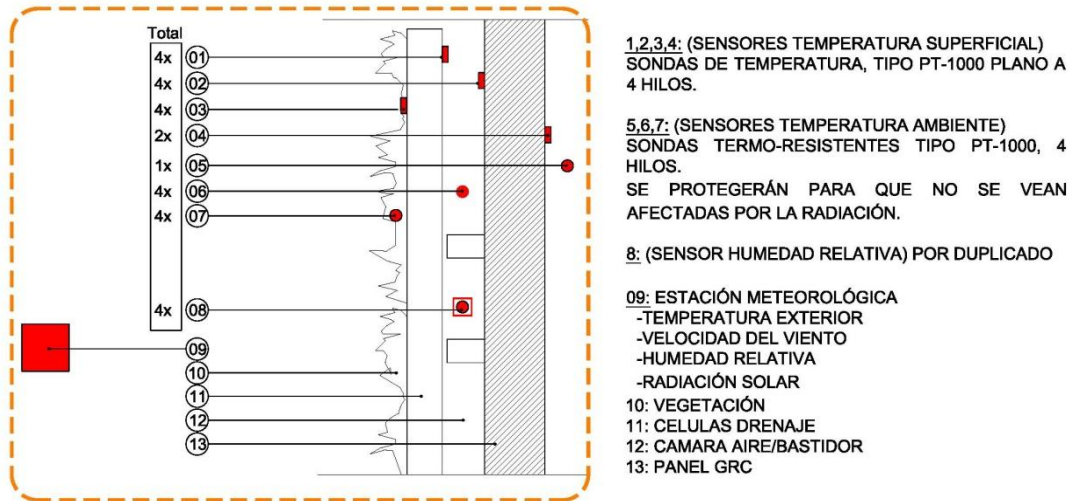 Total
4x 01
4x 02
4x 03
2x 04
1x 05
4x 06
4x 07
4x 08
09
10
11
12
13
1,2,3,4: (SENSORES TEMPERATURA SUPERFICIAL)
SONDAS DE TEMPERATURA, TIPO PT-1000 PLANO A
4 HILOS.
5,6,7: (SENSORES TEMPERATURA AMBIENTE)
SONDAS TERMO-RESISTENTES TIPO PT-1000, 4
HILOS.
SE PROTEGERÁN PARA QUE NO SE VEAN
AFECTADAS POR LA RADIACIÓN.
8: (SENSOR HUMEDAD RELATIVA) POR DUPLICADO
09: ESTACIÓN METEOROLÓGICA
-TEMPERATURA EXTERIOR
-VELOCIDAD DEL VIENTO
-HUMEDAD RELATIVA
-RADIACIÓN SOLAR
10: VEGETACIÓN
11: CELULAS DRENAJE
12: CAMARA AIRE/BASTIDOR
13: PANEL GRC